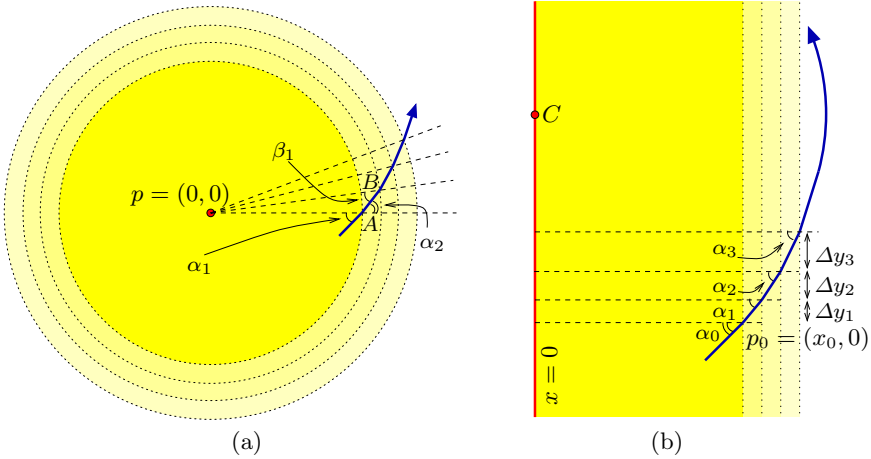 β₁
p = (0, 0)
B
A
α₁
α₂
(a)
C
α₃
Δy₃
α₂
Δy₂
α₁
Δy₁
α₀
p₀ = (x₀, 0)
x = 0
(b)